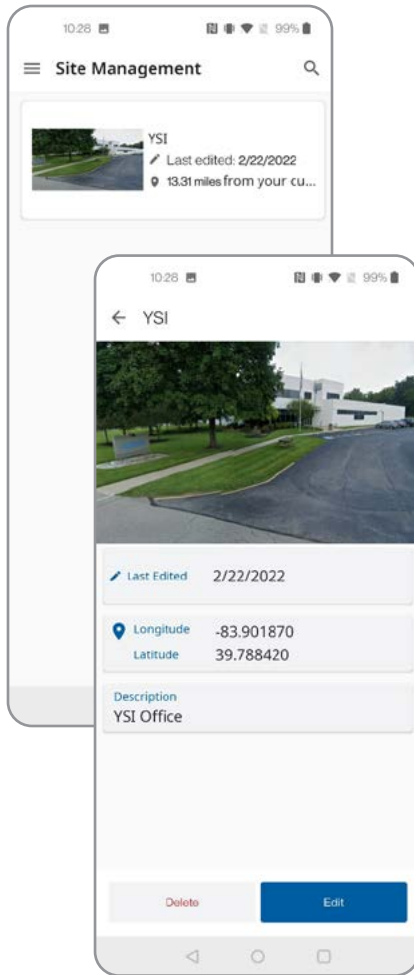 10:28 99%
Site Management
YSI
Last edited: 2/22/2022
13.31 miles from your cu...
10:28 99%
YSI
Last Edited 2/22/2022
Longitude -83.901870
Latitude 39.788420
Description
YSI Office
Delete Edit